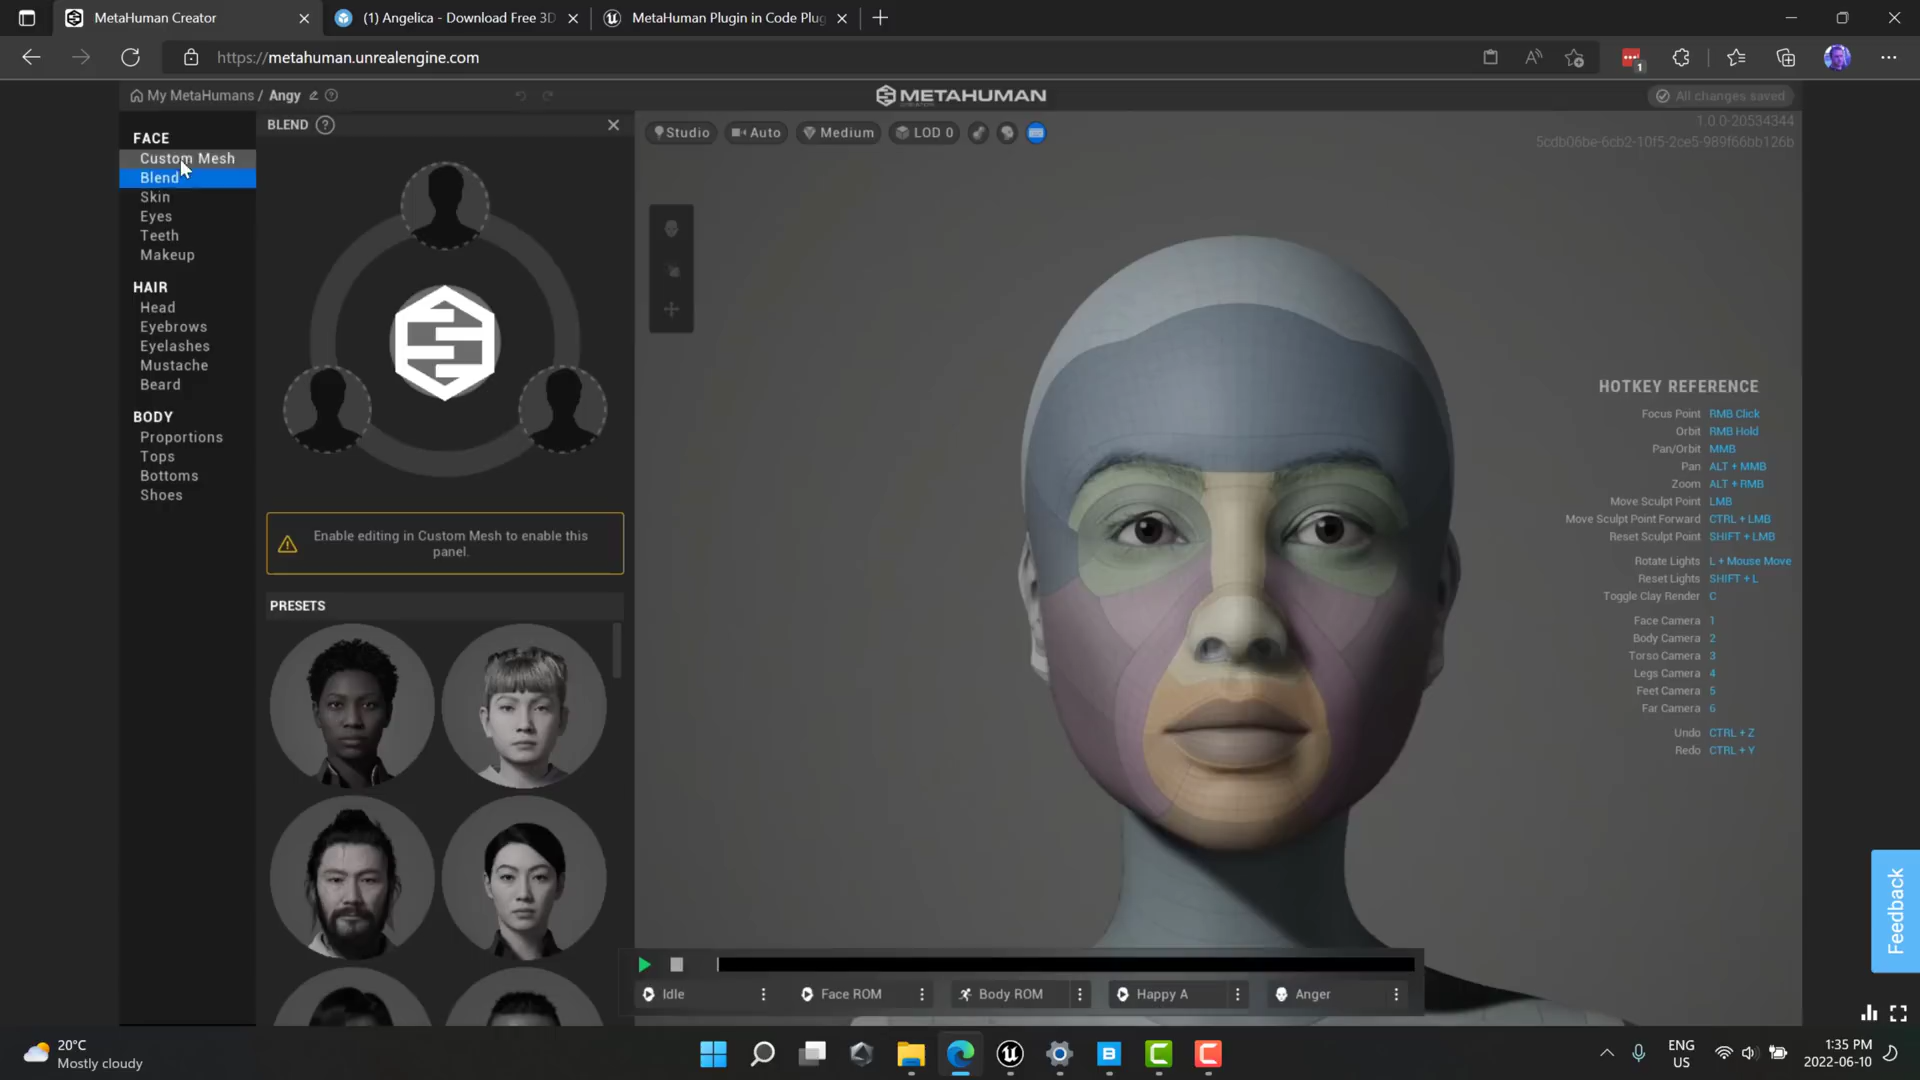 MetaHuman Creator
(1) Angelica - Download Free 3D
MetaHuman Plugin in Code Plug
https://metahuman.unrealengine.com
1
My MetaHumans / Angy
METAHUMAN
All changes saved
FACE
Custom Mesh
Blend
Skin
Eyes
Teeth
Makeup
HAIR
Head
Eyebrows
Eyelashes
Mustache
Beard
BODY
Proportions
Tops
Bottoms
Shoes
BLEND ?
Enable editing in Custom Mesh to enable this
panel.
PRESETS
Studio
Auto
Medium
LOD 0
1.0.0-20534344
5cdb06be-6cb2-10f5-2ce5-989f66bb126b
HOTKEY REFERENCE
Focus Point RMB Click
Orbit RMB Hold
Pan/Orbit MMB
Pan ALT + MMB
Zoom ALT + RMB
Move Sculpt Point LMB
Move Sculpt Point Forward CTRL + LMB
Reset Sculpt Point SHIFT + LMB
Rotate Lights L + Mouse Move
Reset Lights SHIFT + L
Toggle Clay Render C
Face Camera 1
Body Camera 2
Torso Camera 3
Legs Camera 4
Feet Camera 5
Far Camera 6
Undo CTRL + Z
Redo CTRL + Y
Feedback
Idle
Face ROM
Body ROM
Happy A
Anger
20°C
Mostly cloudy
ENG
US
1:35 PM
2022-06-10